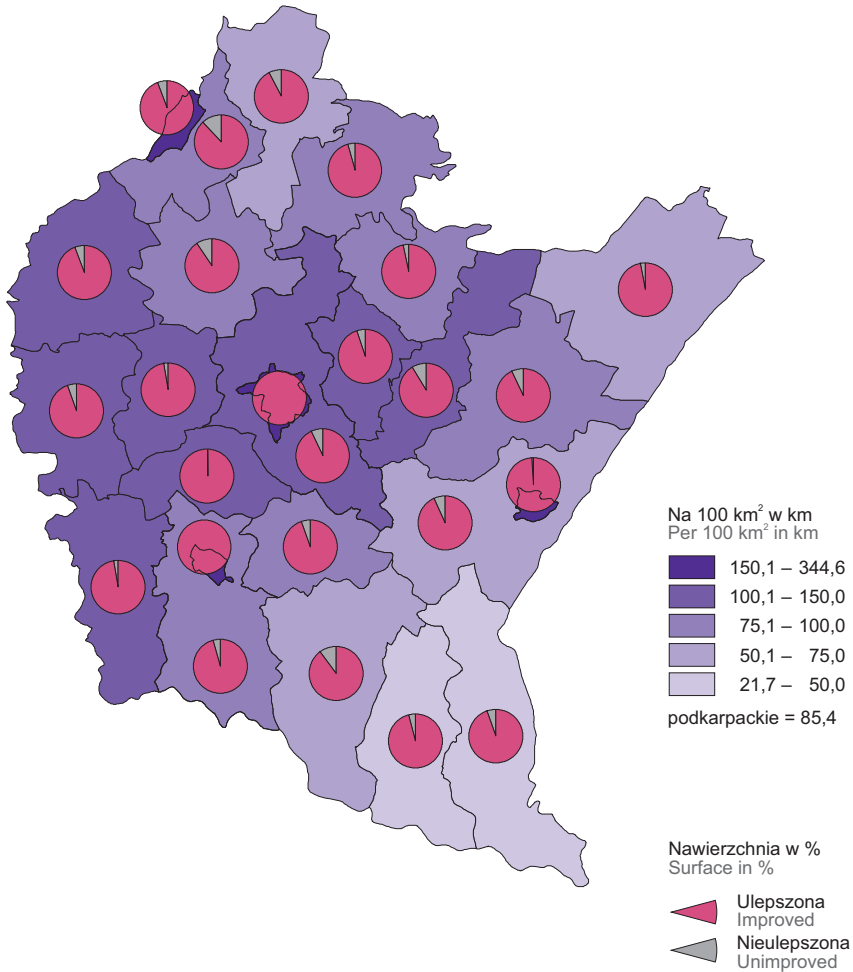 Na 100 km² w km
Per 100 km² in km
150,1 – 344,6
100,1 – 150,0
75,1 – 100,0
50,1 – 75,0
21,7 – 50,0
podkarpackie = 85,4
Nawierzchnia w %
Surface in %
Ulepszona
Improved
Nieulepszona
Unimproved